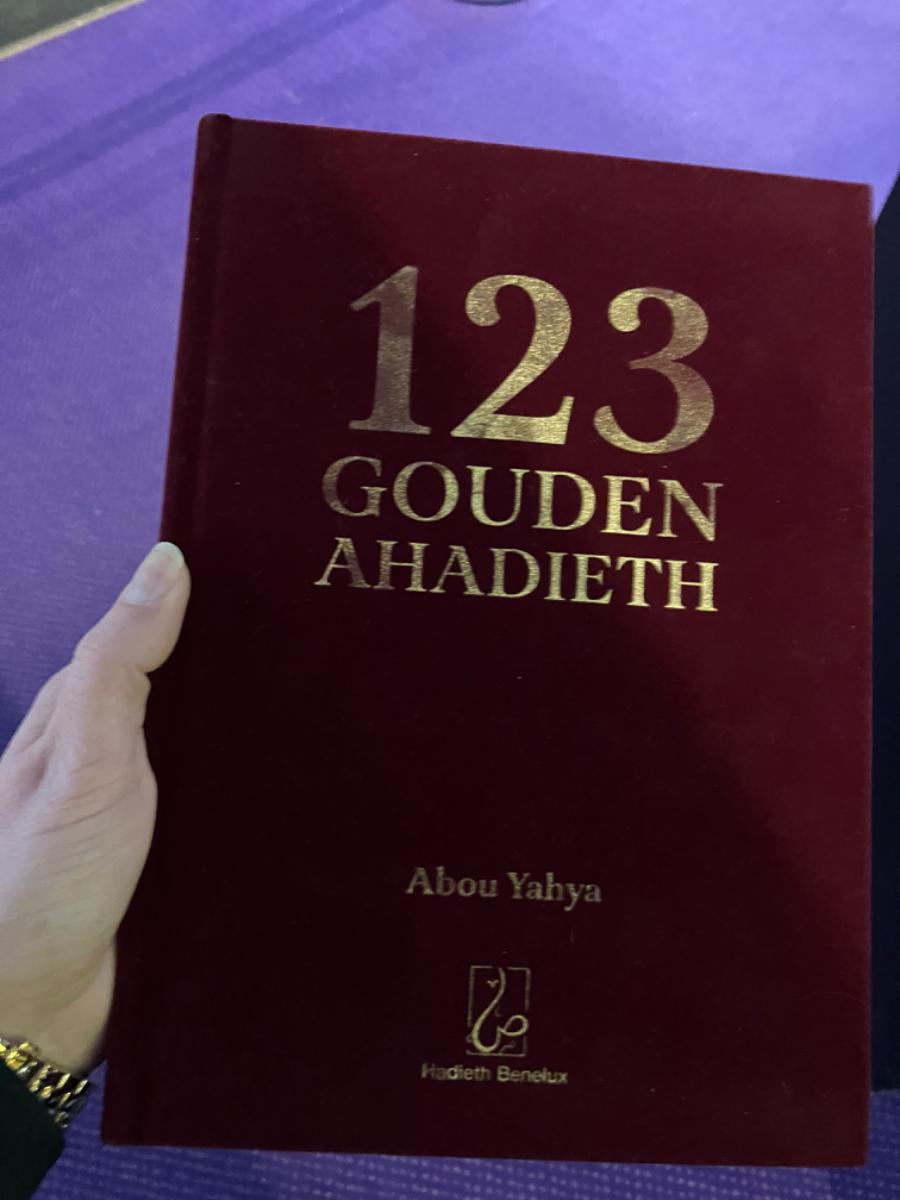 123
GOUDEN
AHADIETH
Abou Yahya
Hadieth Benelux